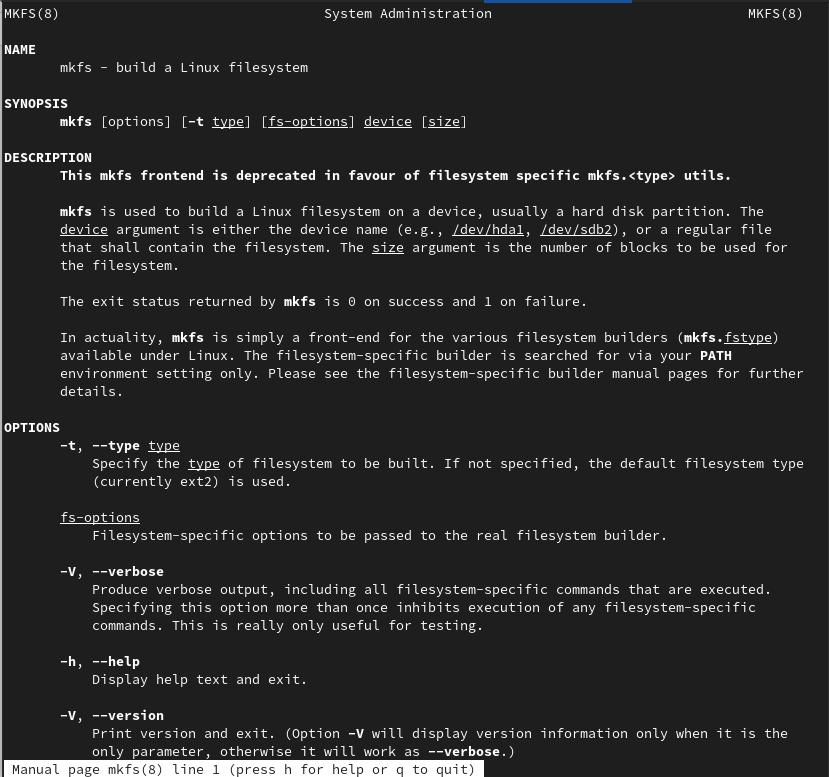 MKFS(8) System Administration MKFS(8)
NAME
mkfs - build a Linux filesystem
SYNOPSIS
mkfs [options] [-t type] [fs-options] device [size]
DESCRIPTION
This mkfs frontend is deprecated in favour of filesystem specific mkfs.<type> utils.
mkfs is used to build a Linux filesystem on a device, usually a hard disk partition. The
device argument is either the device name (e.g., /dev/hda1, /dev/sdb2), or a regular file
that shall contain the filesystem. The size argument is the number of blocks to be used for
the filesystem.
The exit status returned by mkfs is 0 on success and 1 on failure.
In actuality, mkfs is simply a front-end for the various filesystem builders (mkfs.fstype)
available under Linux. The filesystem-specific builder is searched for via your PATH
environment setting only. Please see the filesystem-specific builder manual pages for further
details.
OPTIONS
-t, --type type
Specify the type of filesystem to be built. If not specified, the default filesystem type
(currently ext2) is used.
fs-options
Filesystem-specific options to be passed to the real filesystem builder.
-V, --verbose
Produce verbose output, including all filesystem-specific commands that are executed.
Specifying this option more than once inhibits execution of any filesystem-specific
commands. This is really only useful for testing.
-h, --help
Display help text and exit.
-V, --version
Print version and exit. (Option -V will display version information only when it is the
only parameter, otherwise it will work as --verbose.)
Manual page mkfs(8) line 1 (press h for help or q to quit)